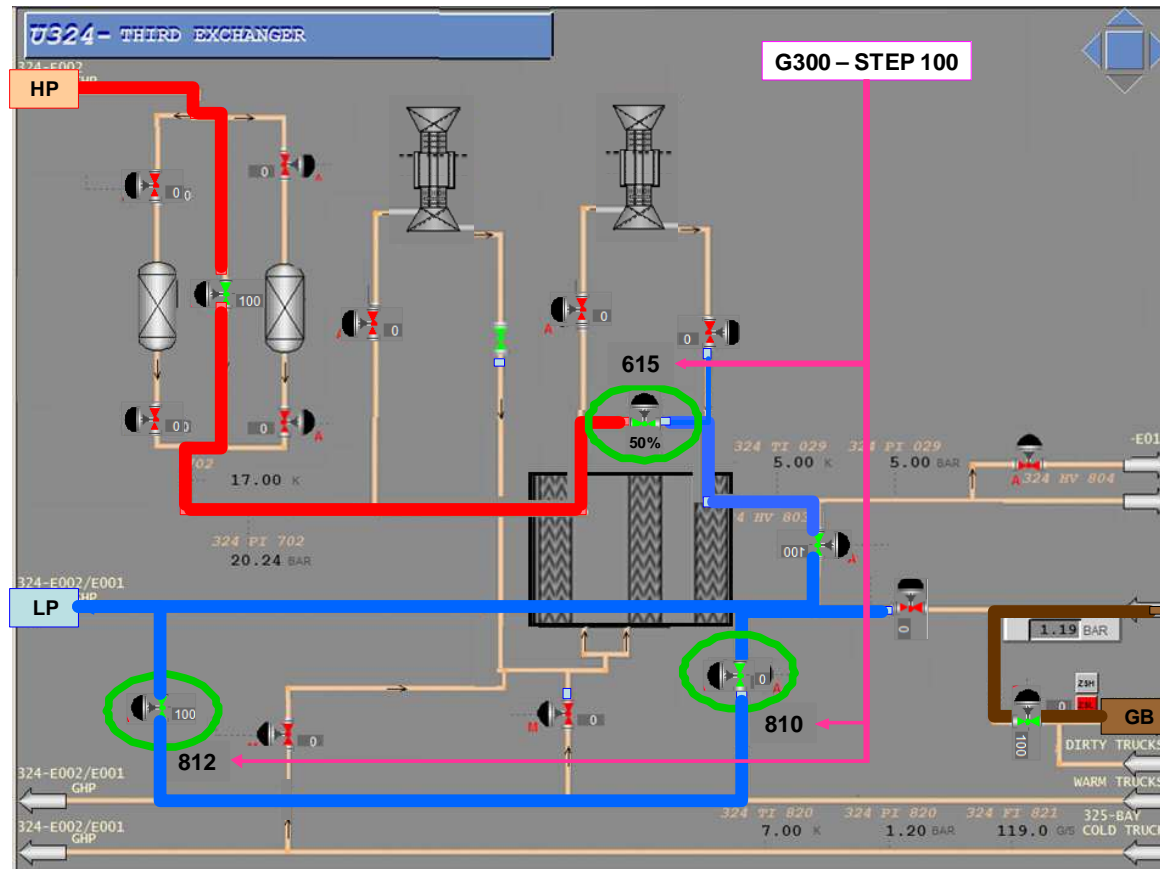 U324- THIRD EXCHANGER
G300 – STEP 100
324-E002
HP
0
0
100
0
0
0
0
0
0
615
50%
324 TI 029
5.00 K
324 PI 029
5.00 BAR
-E01
A
324 HV 804
17.00 K
HV 803
324 PI 702
20.24 BAR
100
A
324-E002/E001
LP
0
1.19 BAR
ZSH
0
GB
100
DIRTY TRUCKS
WARM TRUCKS
0
A
810
100
812
0
M
0
324-E002/E001
GHP
324-E002/E001
GHP
324 TI 820
7.00 K
324 PI 820
1.20 BAR
324 FI 821
119.0 G/S
325-BAY
COLD TRUCK